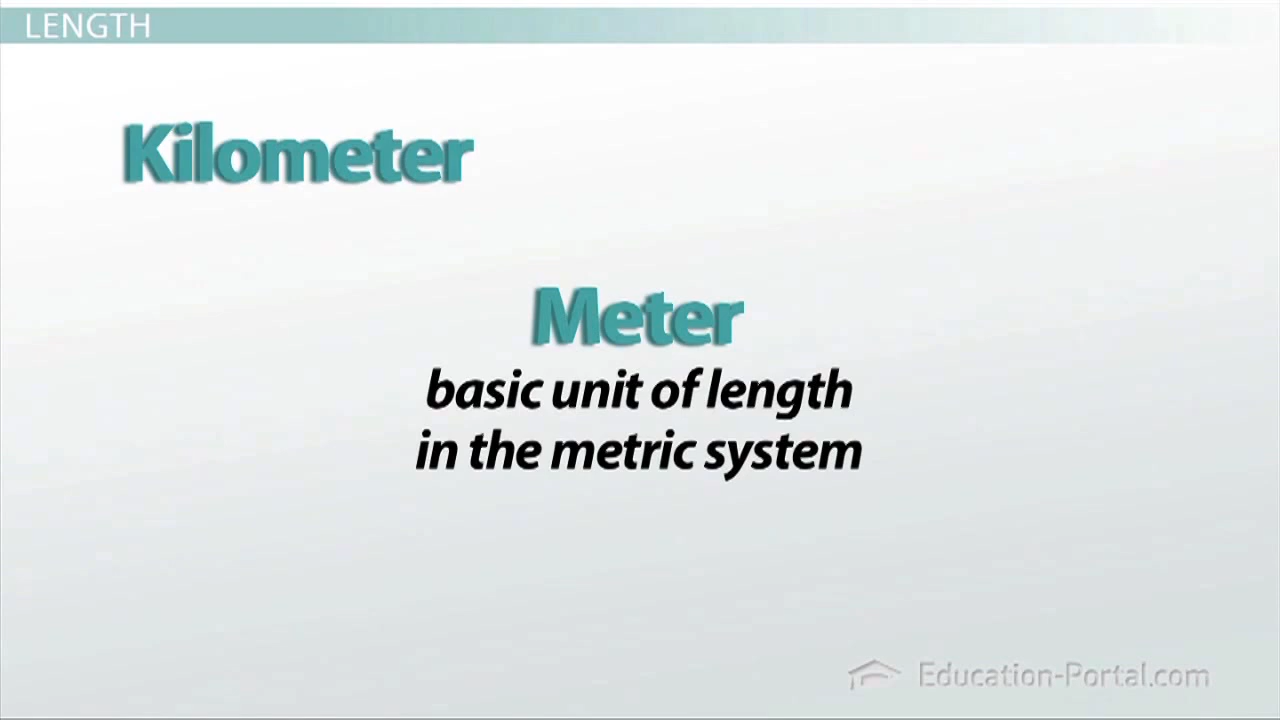 LENGTH
Kilometer
Meter
basic unit of length
in the metric system
Education-Portal.com